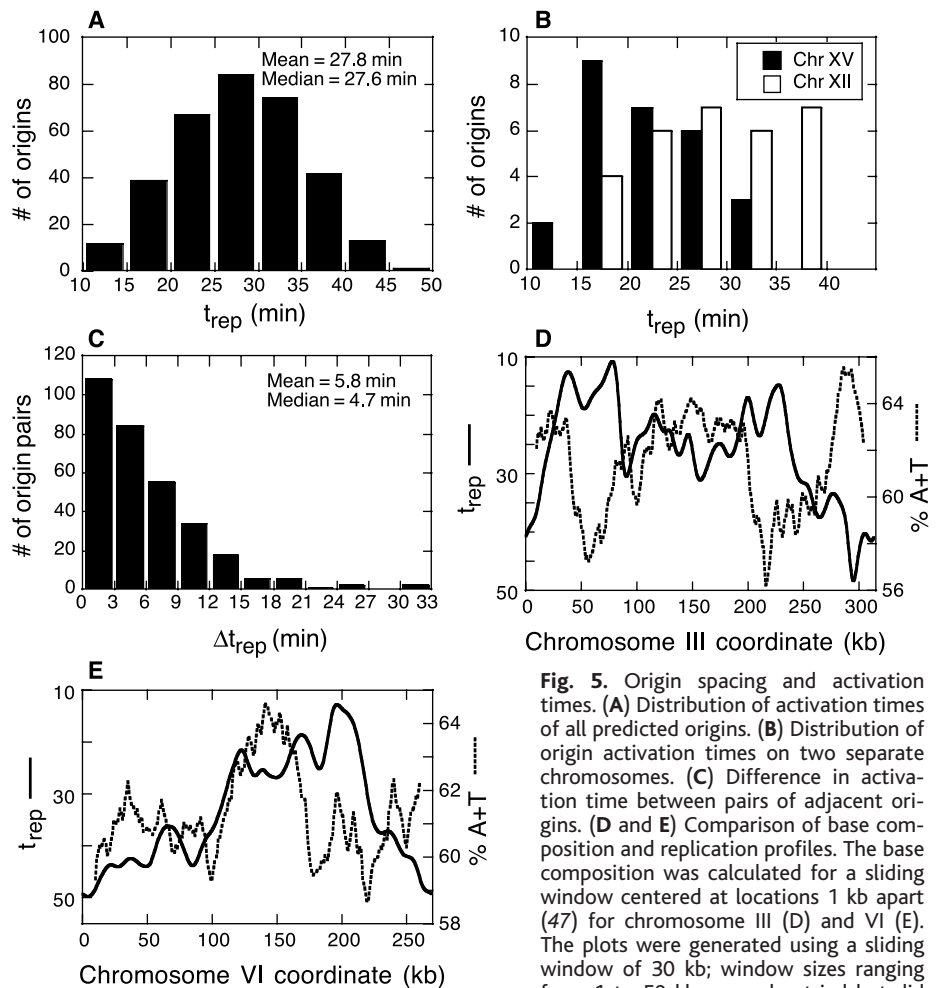 A
100
80
60
40
20
0
# of origins
Mean = 27.8 min
Median = 27.6 min
10 15 20 25 30 35 40 45 50
t_rep (min)
B
10
8
6
4
2
0
# of origins
Chr XV
Chr XII
10 15 20 25 30 35 40
t_rep (min)
C
120
100
80
60
40
20
0
# of origin pairs
Mean = 5.8 min
Median = 4.7 min
0 3 6 9 12 15 18 21 24 27 30 33
Δt_rep (min)
D
10
30
50
t_rep
64
60
56
% A+T
0 50 100 150 200 250 300
Chromosome III coordinate (kb)
E
10
30
50
t_rep
64
62
60
58
% A+T
0 50 100 150 200 250
Chromosome VI coordinate (kb)
Fig. 5. Origin spacing and activation
times. (A) Distribution of activation times
of all predicted origins. (B) Distribution of
origin activation times on two separate
chromosomes. (C) Difference in activa-
tion time between pairs of adjacent ori-
gins. (D and E) Comparison of base com-
position and replication profiles. The base
composition was calculated for a sliding
window centered at locations 1 kb apart
(47) for chromosome III (D) and VI (E).
The plots were generated using a sliding
window of 30 kb; window sizes ranging